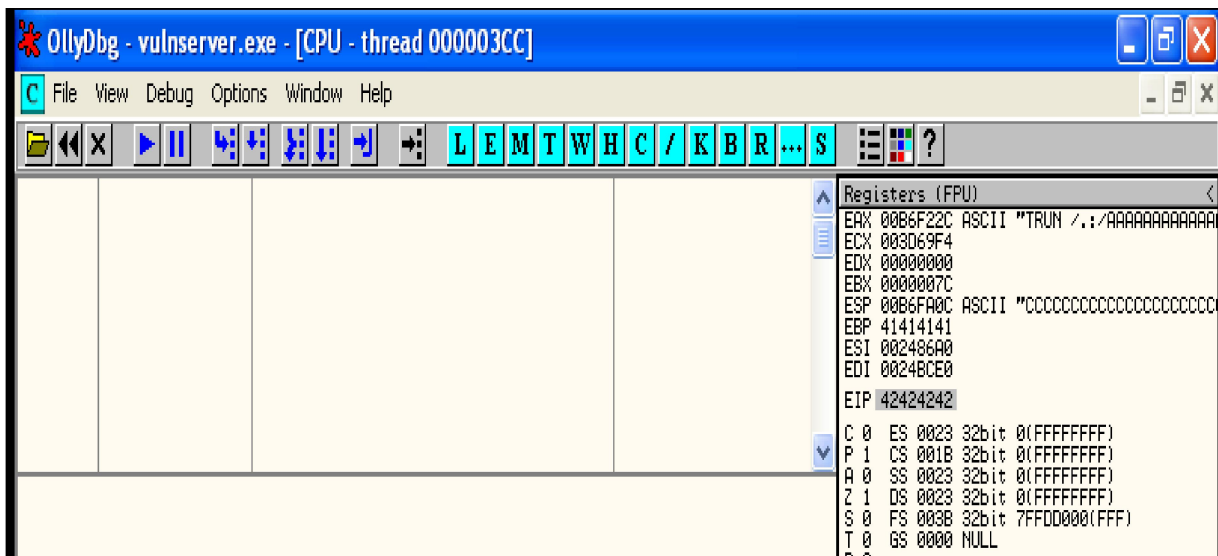 OllyDbg - vulnserver.exe - [CPU - thread 000003CC]
C File View Debug Options Window Help
L E M T W H C / K B R ... S ?
Registers (FPU) <
EAX 00B6F22C ASCII "TRUN /.:/AAAAAAAAAAAAA
ECX 003D69F4
EDX 00000000
EBX 0000007C
ESP 00B6FA0C ASCII "CCCCCCCCCCCCCCCCCCCCC
EBP 41414141
ESI 002486A0
EDI 0024BCE0
EIP 42424242
C 0 ES 0023 32bit 0(FFFFFFFF)
P 1 CS 001B 32bit 0(FFFFFFFF)
A 0 SS 0023 32bit 0(FFFFFFFF)
Z 1 DS 0023 32bit 0(FFFFFFFF)
S 0 FS 003B 32bit 7FFDD000(FFF)
T 0 GS 0000 NULL